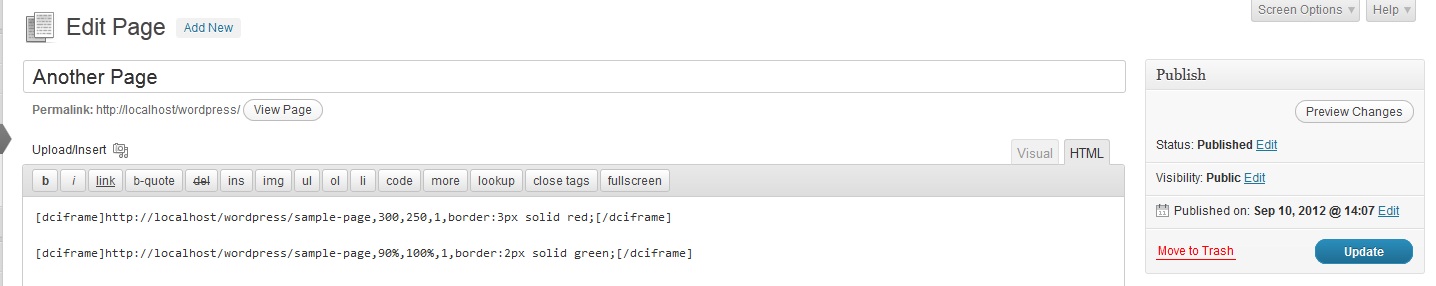 Screen Options Help
Edit Page Add New
Another Page
Permalink: http://localhost/wordpress/ View Page
Upload/Insert
Visual HTML
b i link b-quote del ins img ul ol li code more lookup close tags fullscreen
[dciframe]http://localhost/wordpress/sample-page,300,250,1,border:3px solid red;[/dciframe]
[dciframe]http://localhost/wordpress/sample-page,90%,100%,1,border:2px solid green;[/dciframe]
Publish
Preview Changes
Status: Published Edit
Visibility: Public Edit
Published on: Sep 10, 2012 @ 14:07 Edit
Move to Trash Update